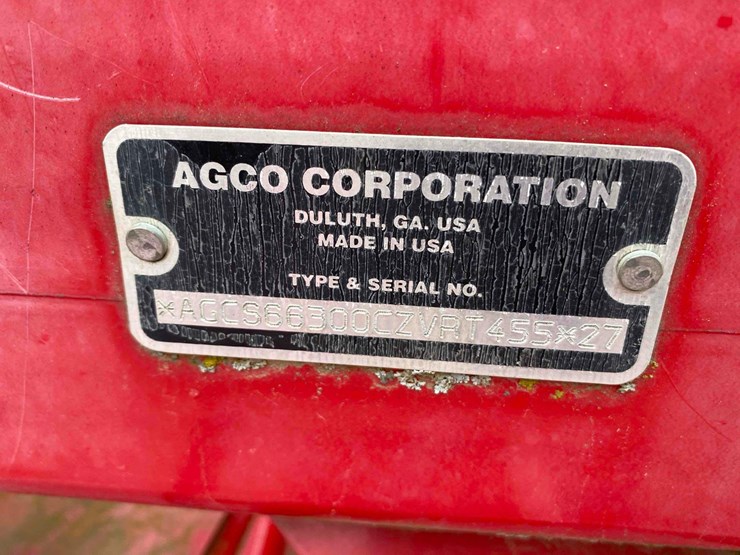 AGCO CORPORATION
DULUTH, GA. USA
MADE IN USA
TYPE & SERIAL NO.
*AGCS66300CZVRT455*27